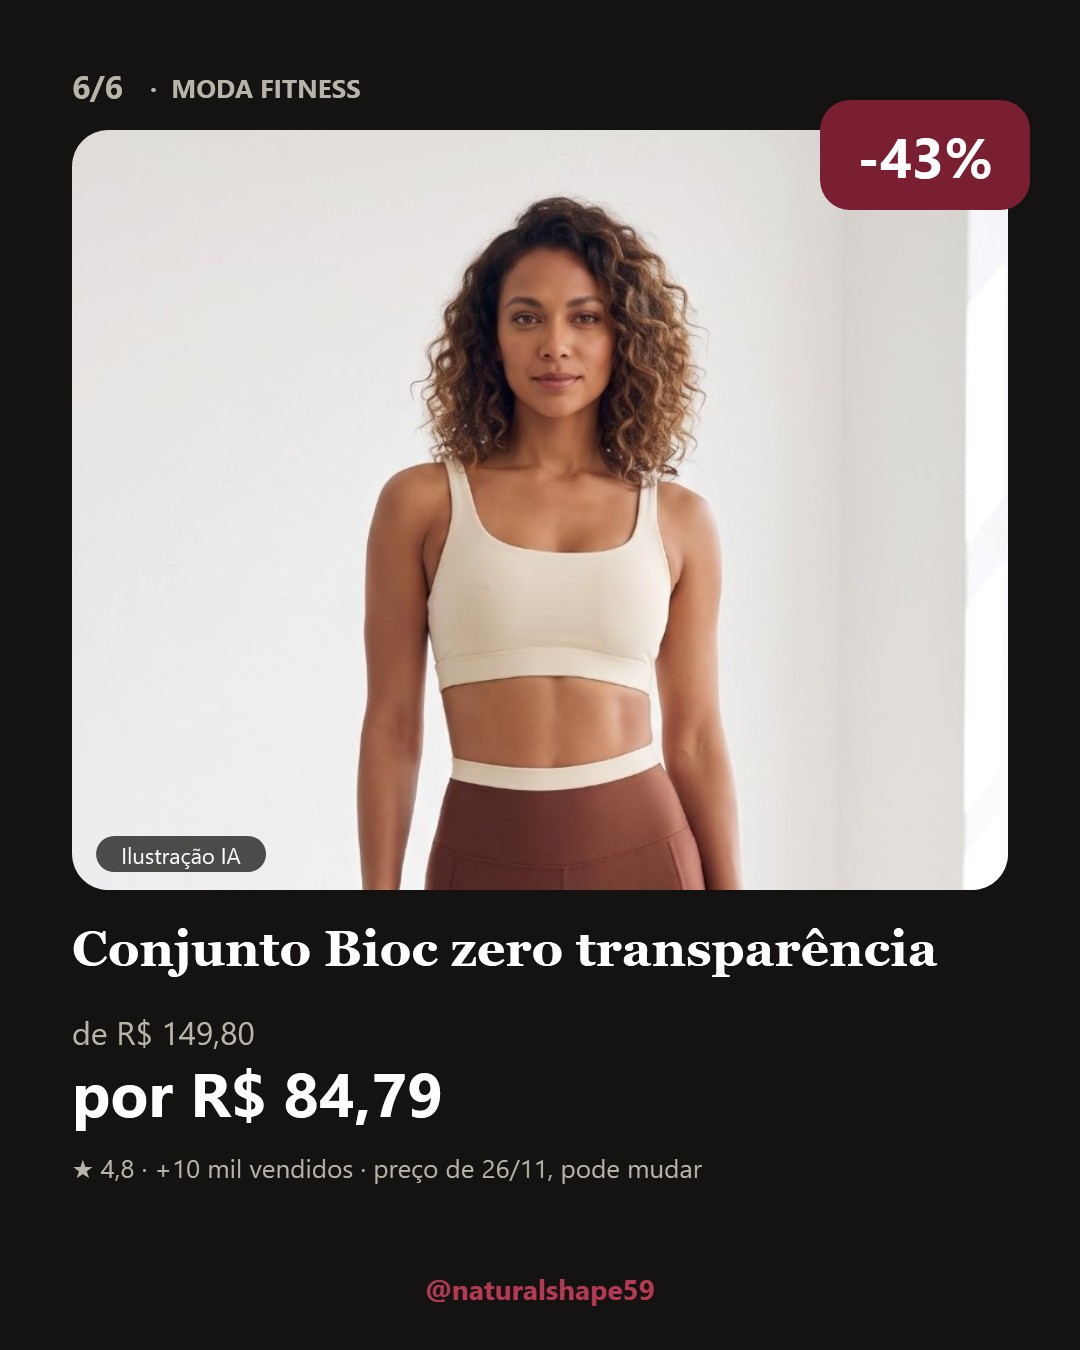 6/6 · MODA FITNESS
-43%
Ilustração IA
Conjunto Bioc zero transparência
de R$ 149,80
por R$ 84,79
★ 4,8 · +10 mil vendidos · preço de 26/11, pode mudar
@naturalshape59